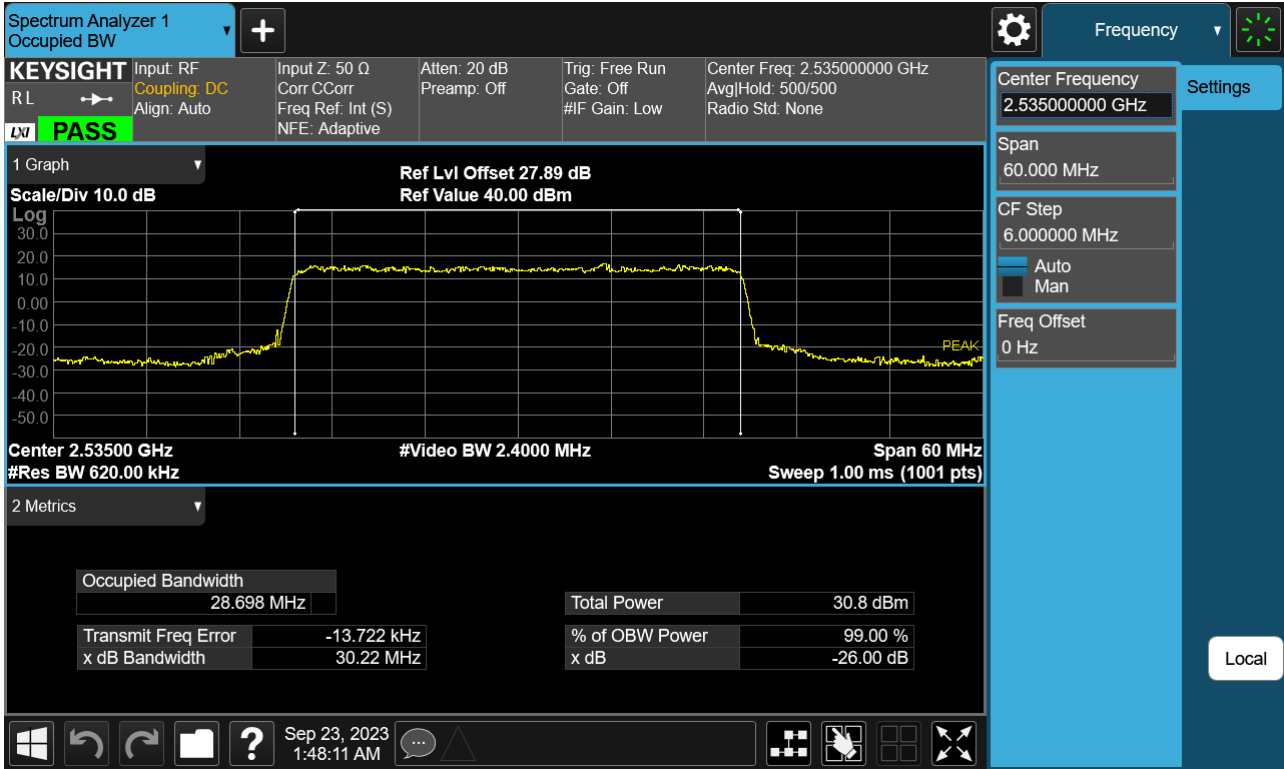 Spectrum Analyzer 1
Occupied BW
Frequency
KEYSIGHT
R L
LXI
PASS
Input: RF
Coupling: DC
Align: Auto
Input Z: 50 Ω
Corr CCorr
Freq Ref: Int (S)
NFE: Adaptive
Atten: 20 dB
Preamp: Off
Trig: Free Run
Gate: Off
#IF Gain: Low
Center Freq: 2.535000000 GHz
Avg|Hold: 500/500
Radio Std: None
Center Frequency
2.535000000 GHz
Settings
Span
60.000 MHz
CF Step
6.000000 MHz
Auto
Man
Freq Offset
0 Hz
Local
1 Graph
Scale/Div 10.0 dB
Ref Lvl Offset 27.89 dB
Ref Value 40.00 dBm
Log
30.0
20.0
10.0
0.00
-10.0
-20.0
-30.0
-40.0
-50.0
PEAK
Center 2.53500 GHz
#Video BW 2.4000 MHz
Span 60 MHz
#Res BW 620.00 kHz
Sweep 1.00 ms (1001 pts)
2 Metrics
Occupied Bandwidth
28.698 MHz
Total Power 30.8 dBm
Transmit Freq Error -13.722 kHz
% of OBW Power 99.00 %
x dB Bandwidth 30.22 MHz
x dB -26.00 dB
?
Sep 23, 2023
1:48:11 AM